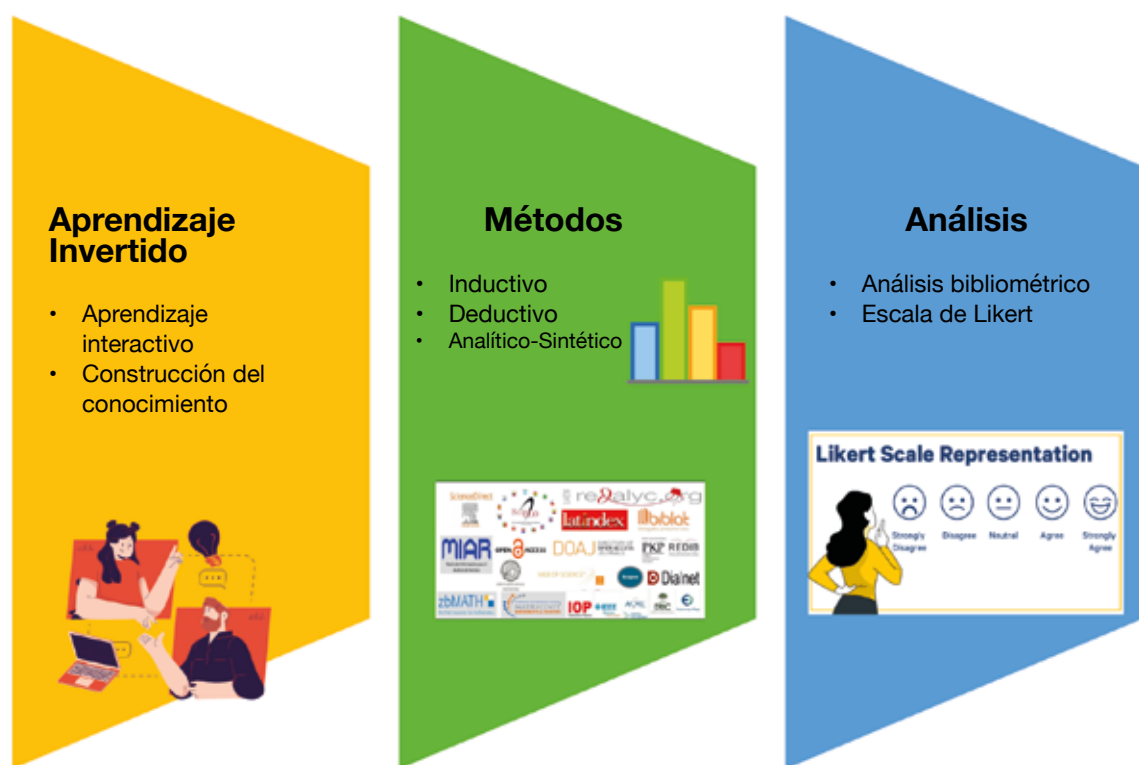 Aprendizaje
Invertido
• Aprendizaje
interactivo
• Construcción del
conocimiento
Métodos
• Inductivo
• Deductivo
• Analítico-Sintético
ScienceDirect
redalyc.org
latindex
biblat
MIAR
OPEN ACCESS
DOAJ
PKP
REDIB
Dialnet
zbMATH
IOP
Análisis
• Análisis bibliométrico
• Escala de Likert
Likert Scale Representation
Strongly
Disagree
Disagree
Neutral
Agree
Strongly
Agree